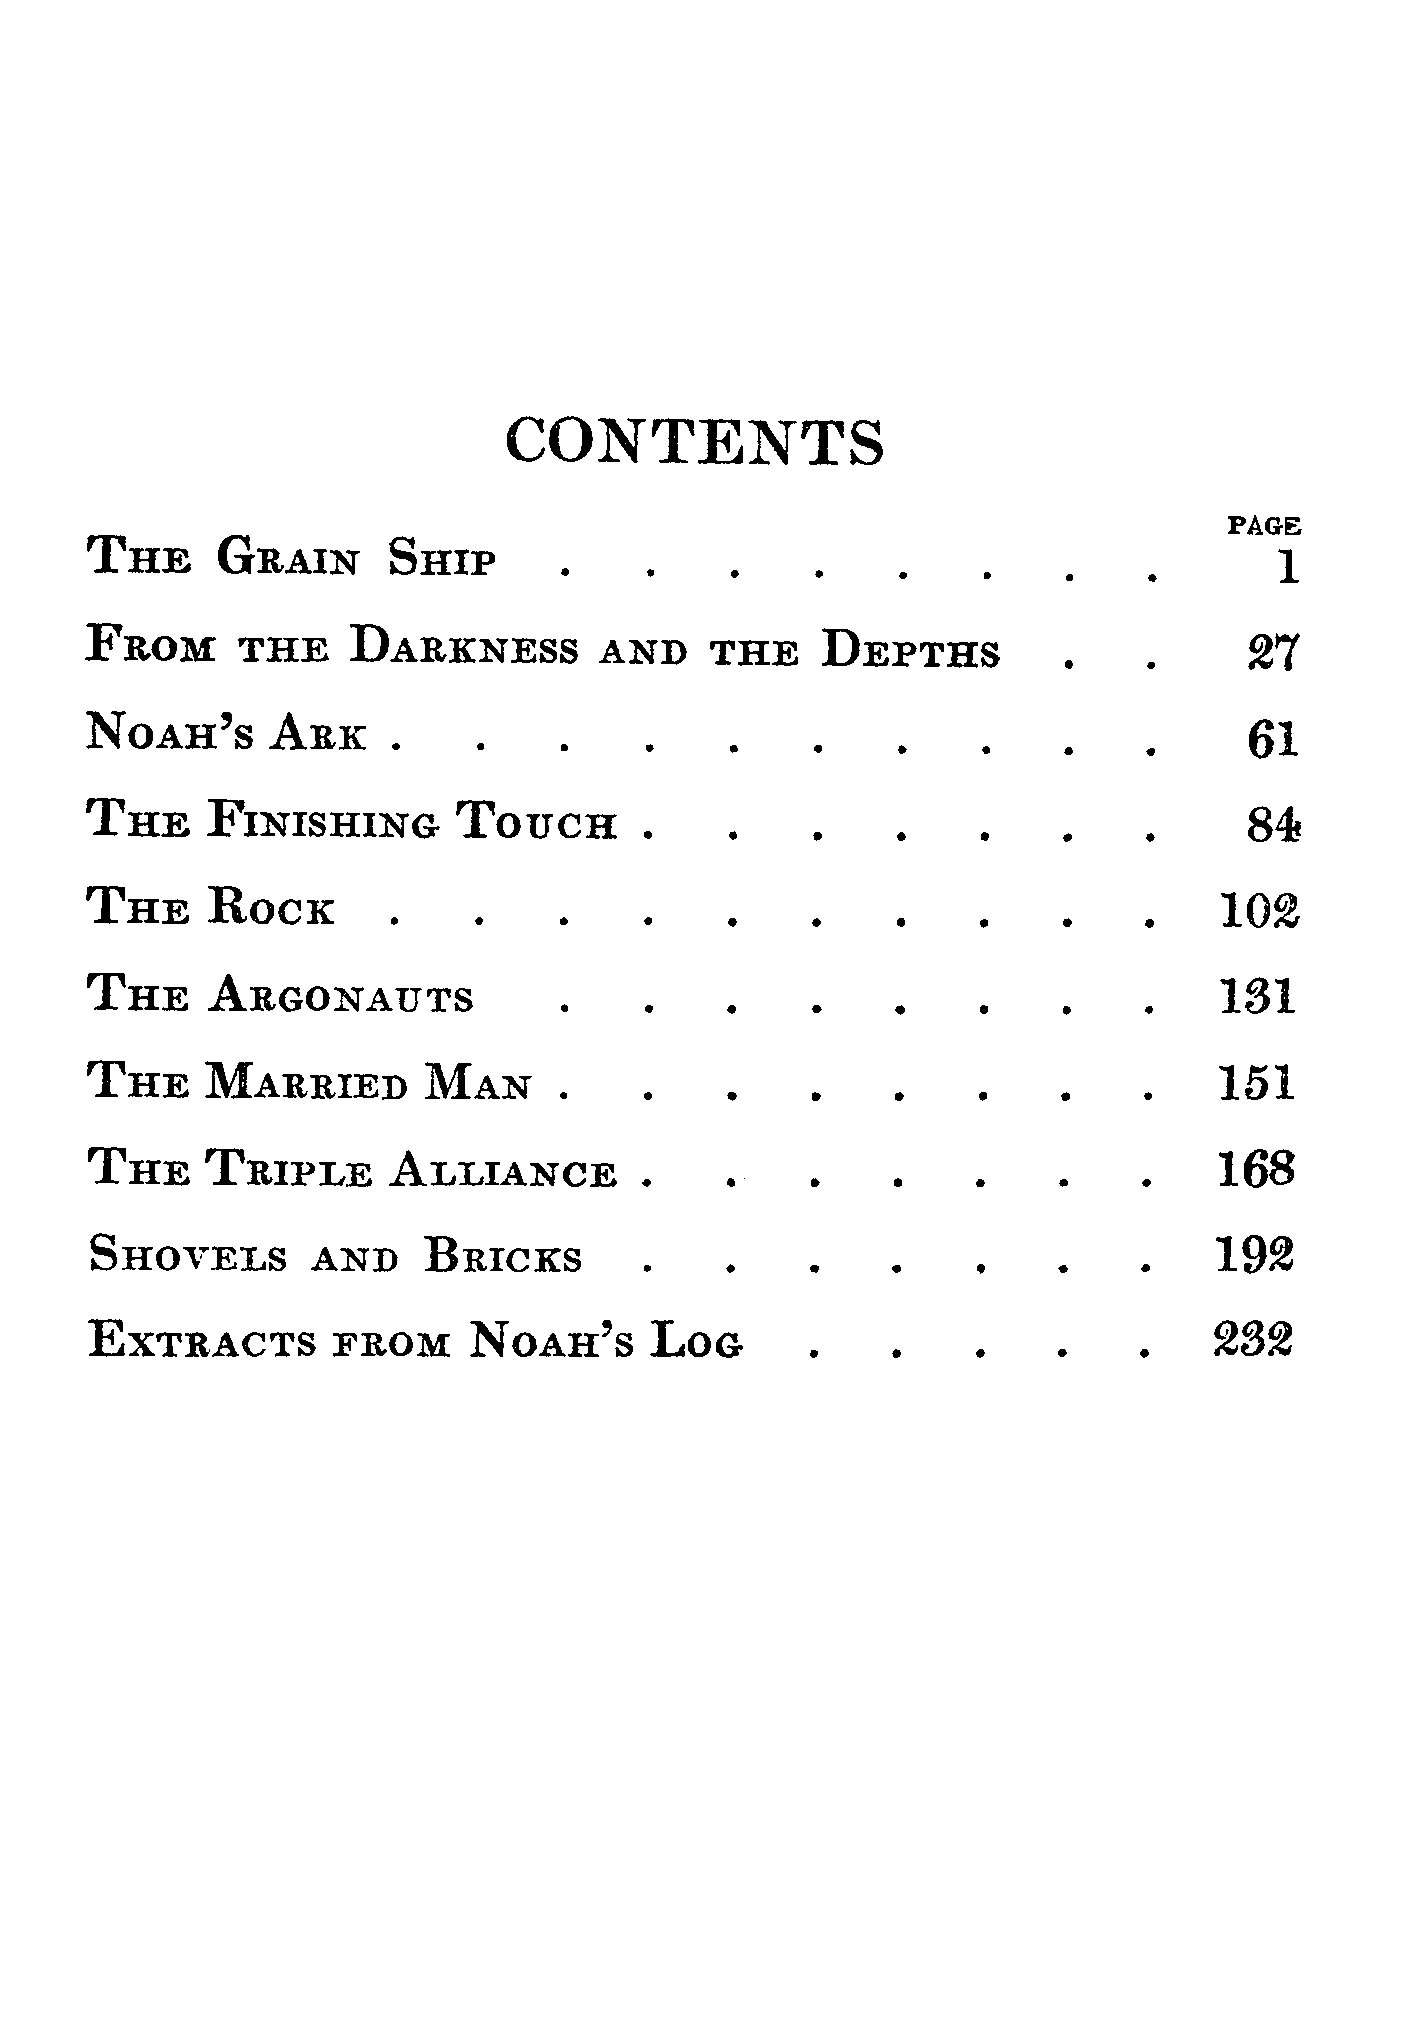 CONTENTS
PAGE
The Grain Ship . . . . . . . . 1
From the Darkness and the Depths . . 27
Noah's Ark . . . . . . . . . . 61
The Finishing Touch . . . . . . . 84
The Rock . . . . . . . . . . 102
The Argonauts . . . . . . . . 131
The Married Man . . . . . . . . 151
The Triple Alliance . . . . . . . 168
Shovels and Bricks . . . . . . . 192
Extracts from Noah's Log . . . . . 232